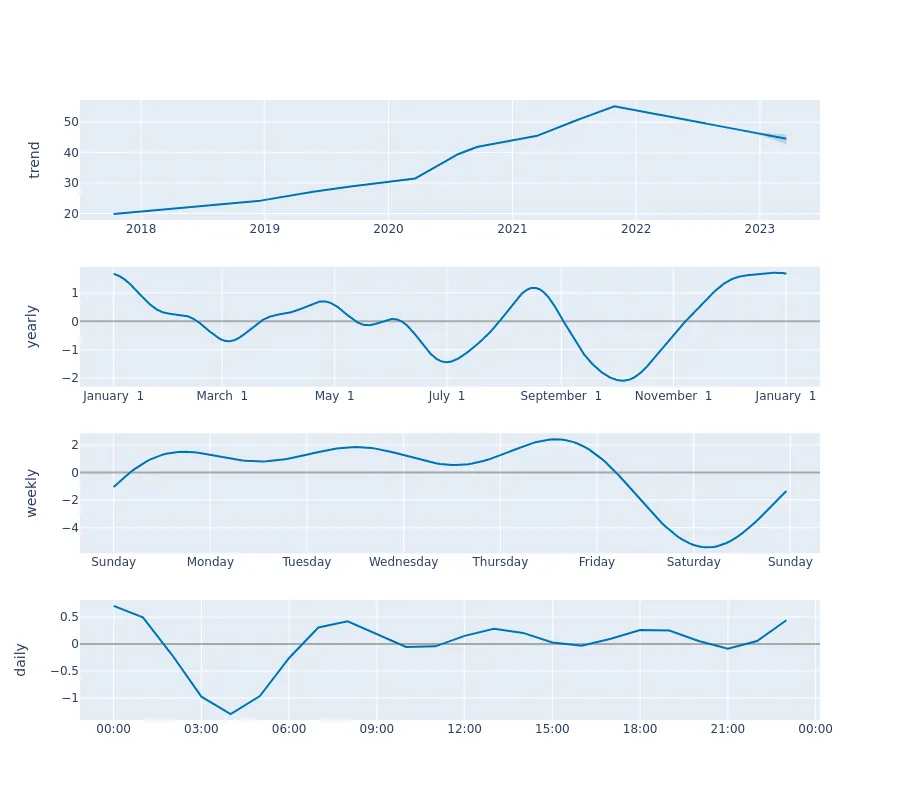 trend
50
40
30
20
2018 2019 2020 2021 2022 2023
yearly
1
0
−1
−2
January 1 March 1 May 1 July 1 September 1 November 1 January 1
weekly
2
0
−2
−4
Sunday Monday Tuesday Wednesday Thursday Friday Saturday Sunday
daily
0.5
0
−0.5
−1
00:00 03:00 06:00 09:00 12:00 15:00 18:00 21:00 00:00